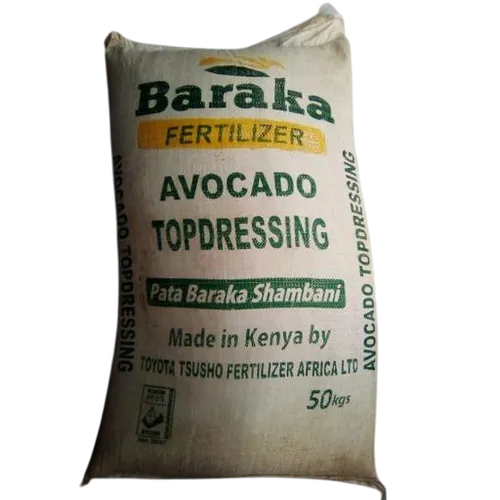 Baraka
FERTILIZER
AVOCADO
TOPDRESSING
Pata Baraka Shambani
Made in Kenya by
TOYOTA TSUSHO FERTILIZER AFRICA LTD
50kgs
AVOCADO TOPDRESSING
AVOCADO TOPDRESSING